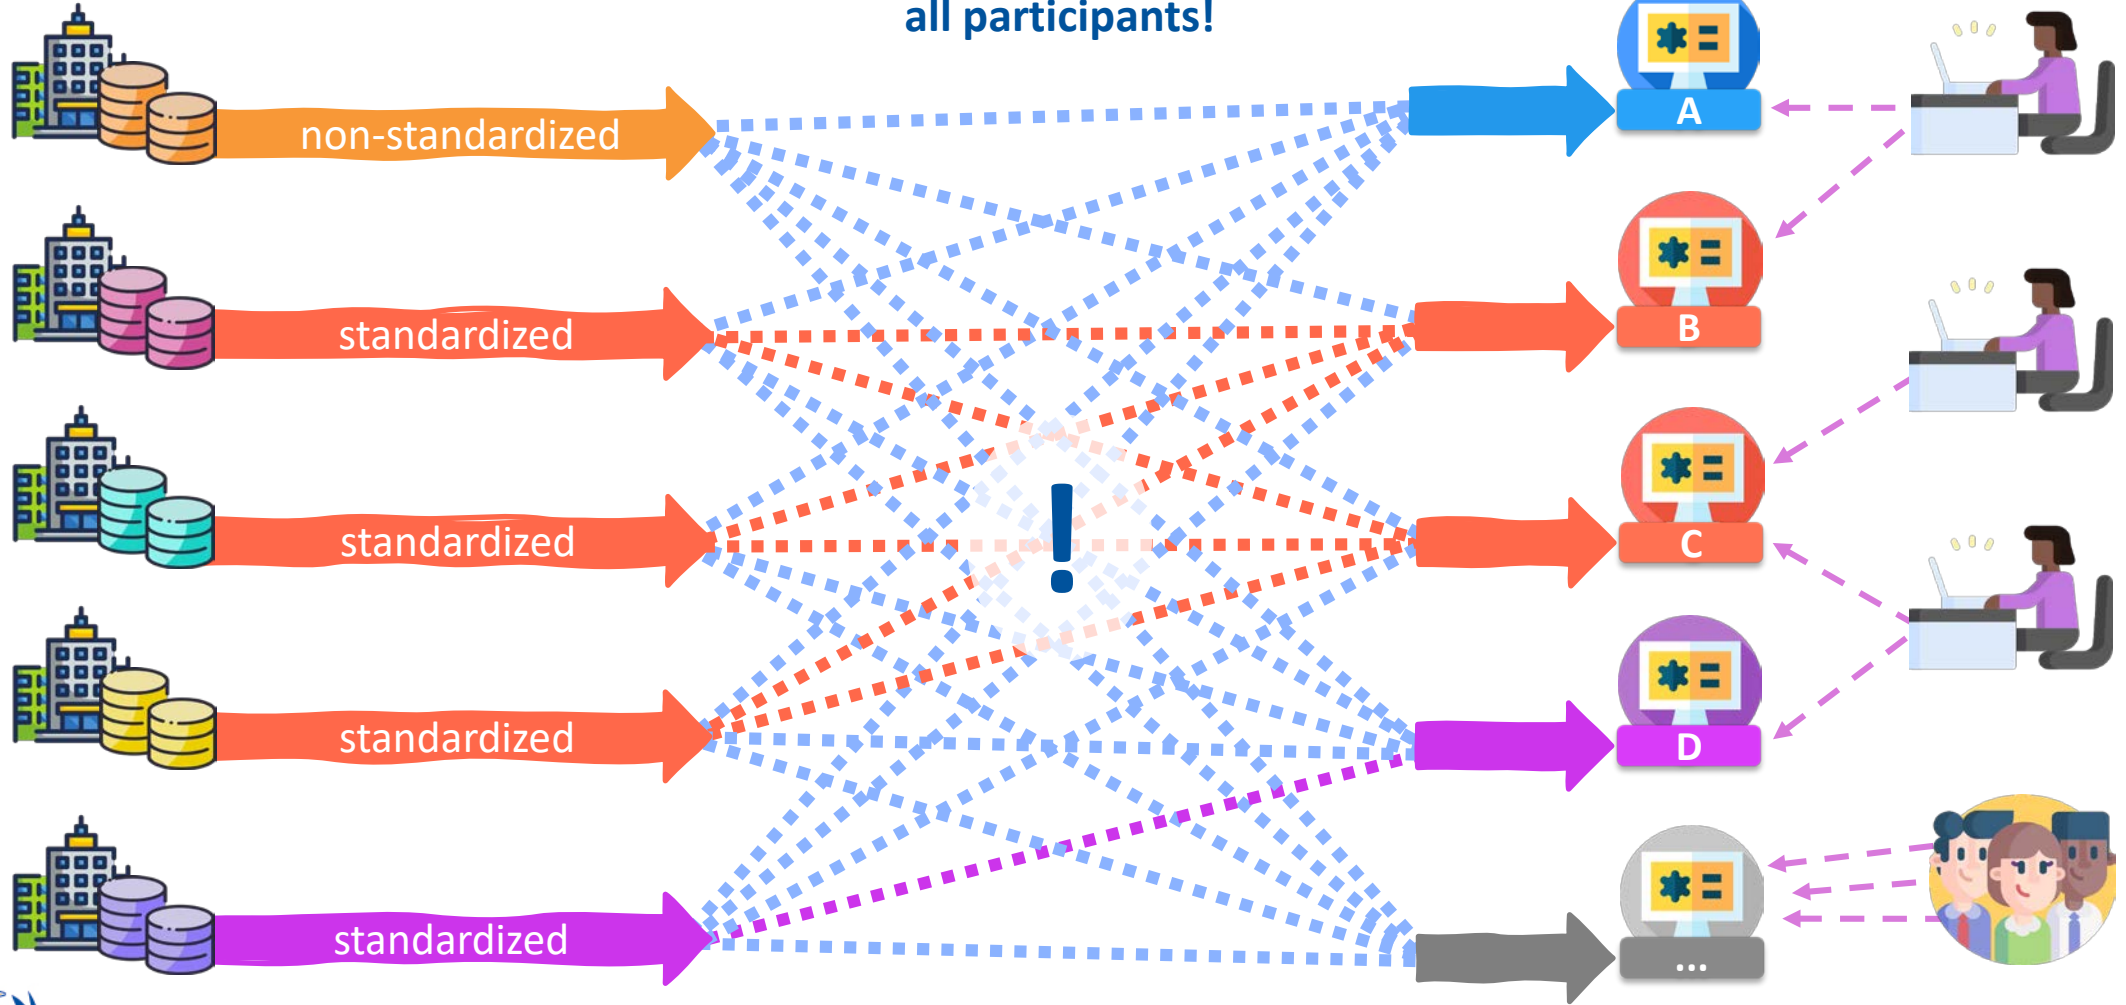 all participants!
non-standardized
A
standardized
B
standardized
!
C
standardized
D
standardized
...